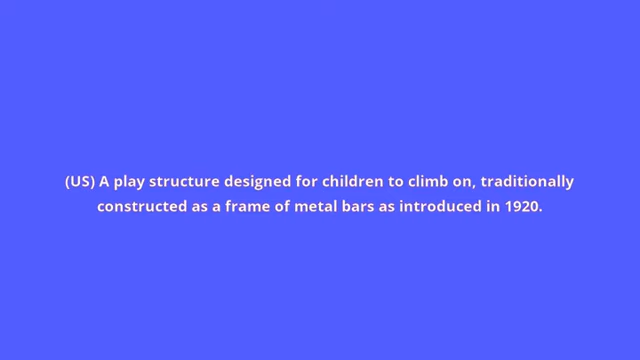 (US) A play structure designed for children to climb on, traditionally
constructed as a frame of metal bars as introduced in 1920.